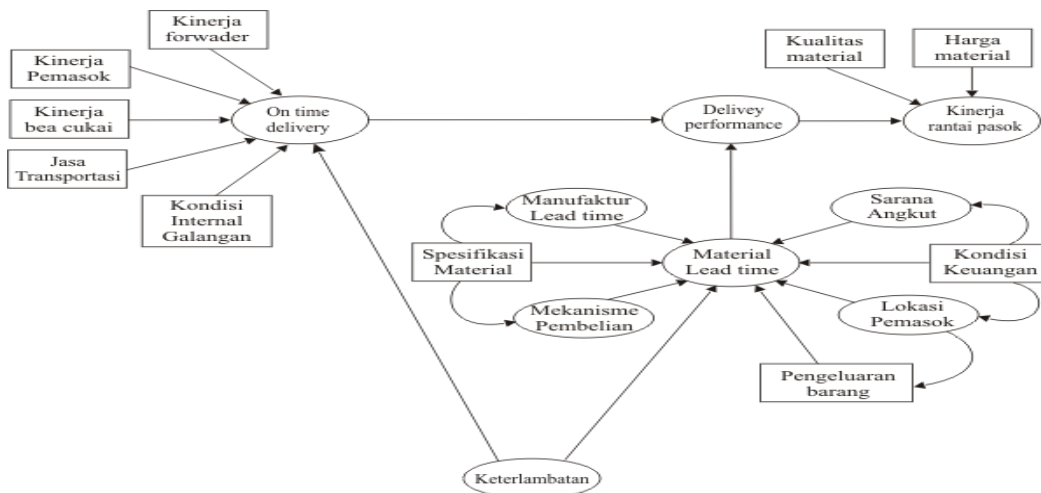 Kinerja
forwader
Kinerja
Pemasok
Kinerja
bea cukai
Jasa
Transportasi
Kondisi
Internal
Galangan
On time
delivery
Delivey
performance
Kualitas
material
Harga
material
Kinerja
rantai pasok
Manufaktur
Lead time
Spesifikasi
Material
Mekanisme
Pembelian
Material
Lead time
Sarana
Angkut
Kondisi
Keuangan
Lokasi
Pemasok
Pengeluaran
barang
Keterlambatan